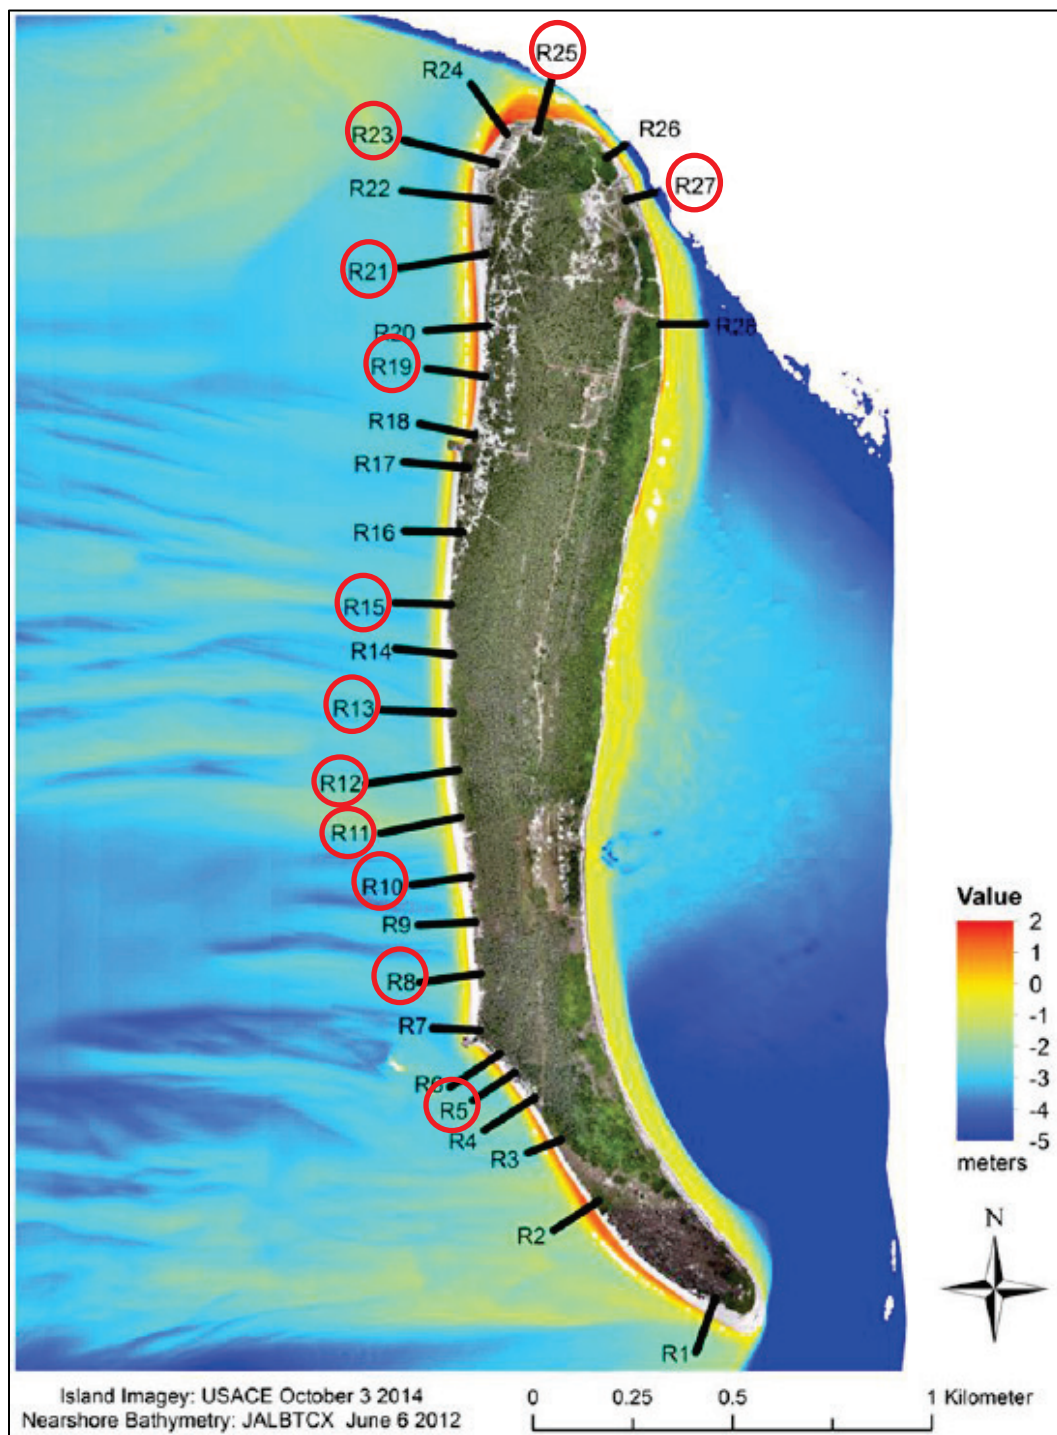 R25
R24
R23
R26
R27
R22
R21
R20
R28
R19
R18
R17
R16
R15
R14
R13
R12
R11
R10
R9
R8
R7
R6
R5
R4
R3
R2
R1
Value
2
1
0
-1
-2
-3
-4
-5
meters
N
Island Imagey: USACE October 3 2014
Nearshore Bathymetry: JALBTCX June 6 2012
0 0.25 0.5 1 Kilometer